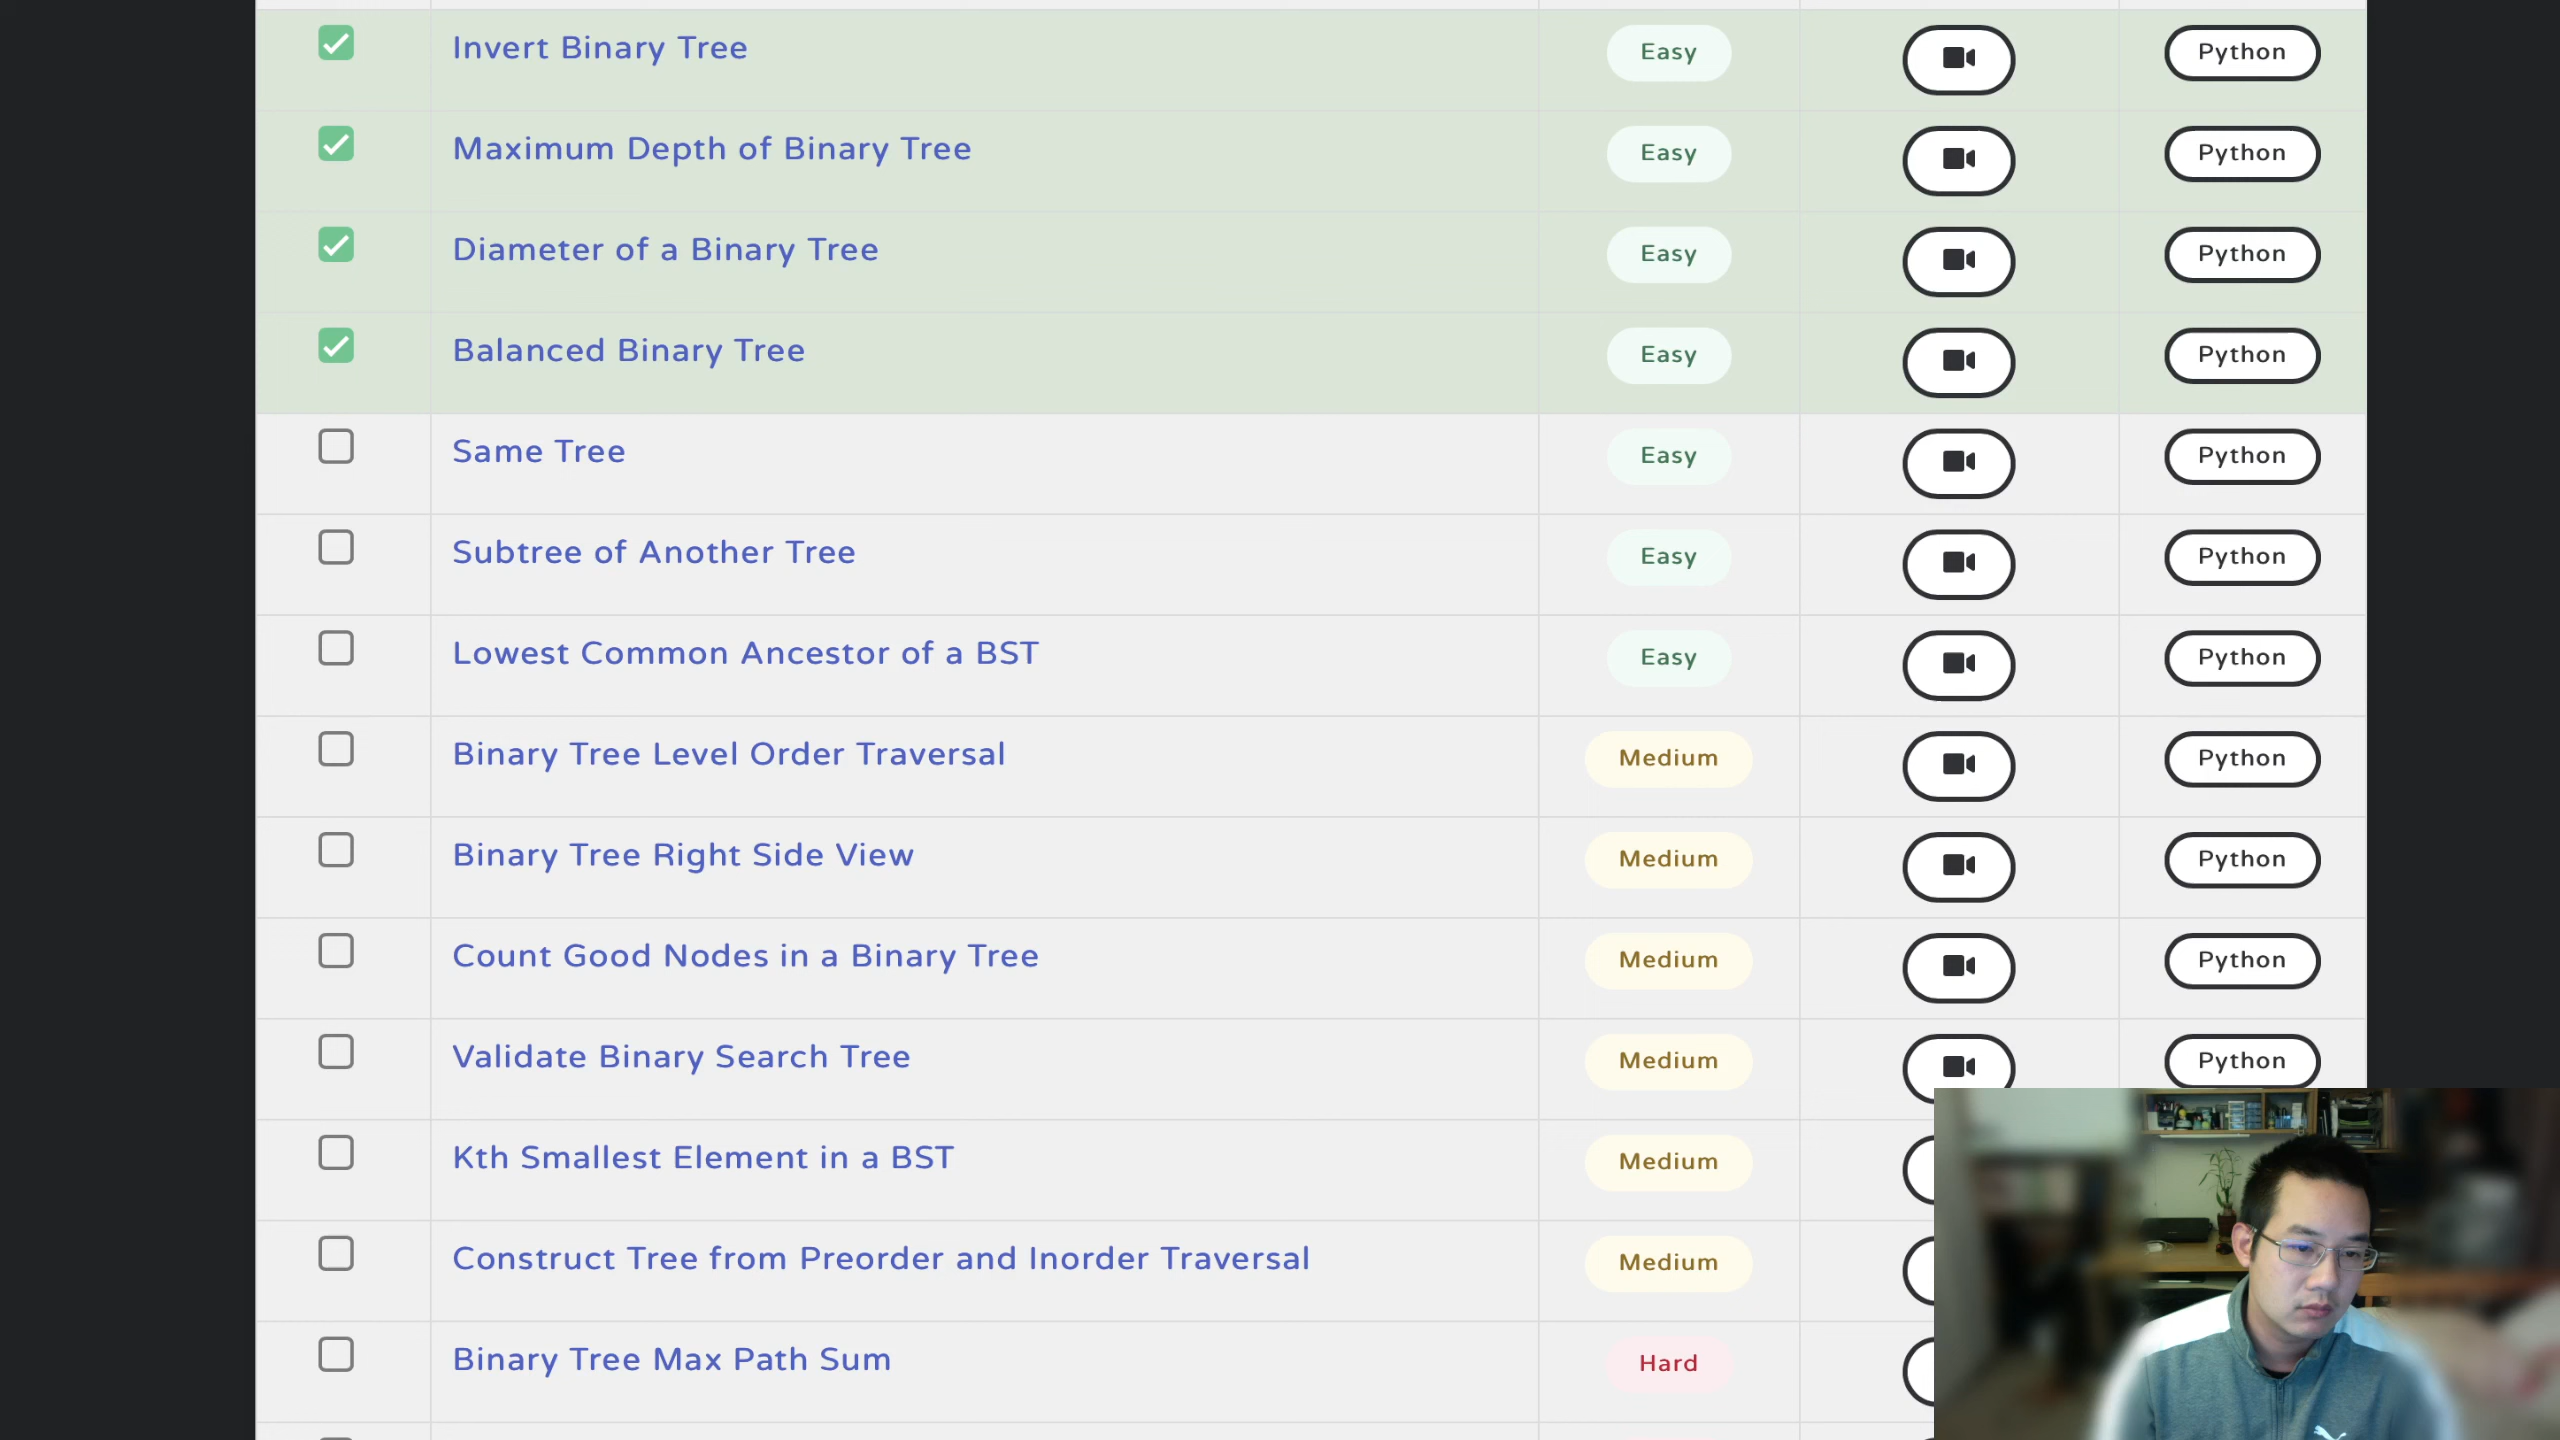 Invert Binary Tree Easy Python
Maximum Depth of Binary Tree Easy Python
Diameter of a Binary Tree Easy Python
Balanced Binary Tree Easy Python
Same Tree Easy Python
Subtree of Another Tree Easy Python
Lowest Common Ancestor of a BST Easy Python
Binary Tree Level Order Traversal Medium Python
Binary Tree Right Side View Medium Python
Count Good Nodes in a Binary Tree Medium Python
Validate Binary Search Tree Medium Python
Kth Smallest Element in a BST Medium
Construct Tree from Preorder and Inorder Traversal Medium
Binary Tree Max Path Sum Hard